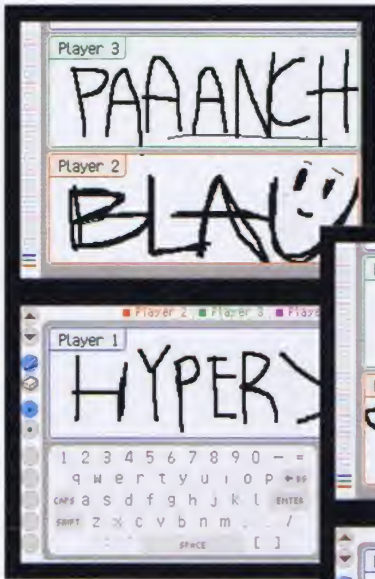 Player 3
PAAANCH
Player 2
BLAU
Player 2 Player 3
Player 1
HYPER
1 2 3 4 5 6 7 8 9 0 - =
q w e r t y u i o p
CAPS a s d f g h j k l ENTER
SHIFT z x c v b n m , . /
SPACE [ ]